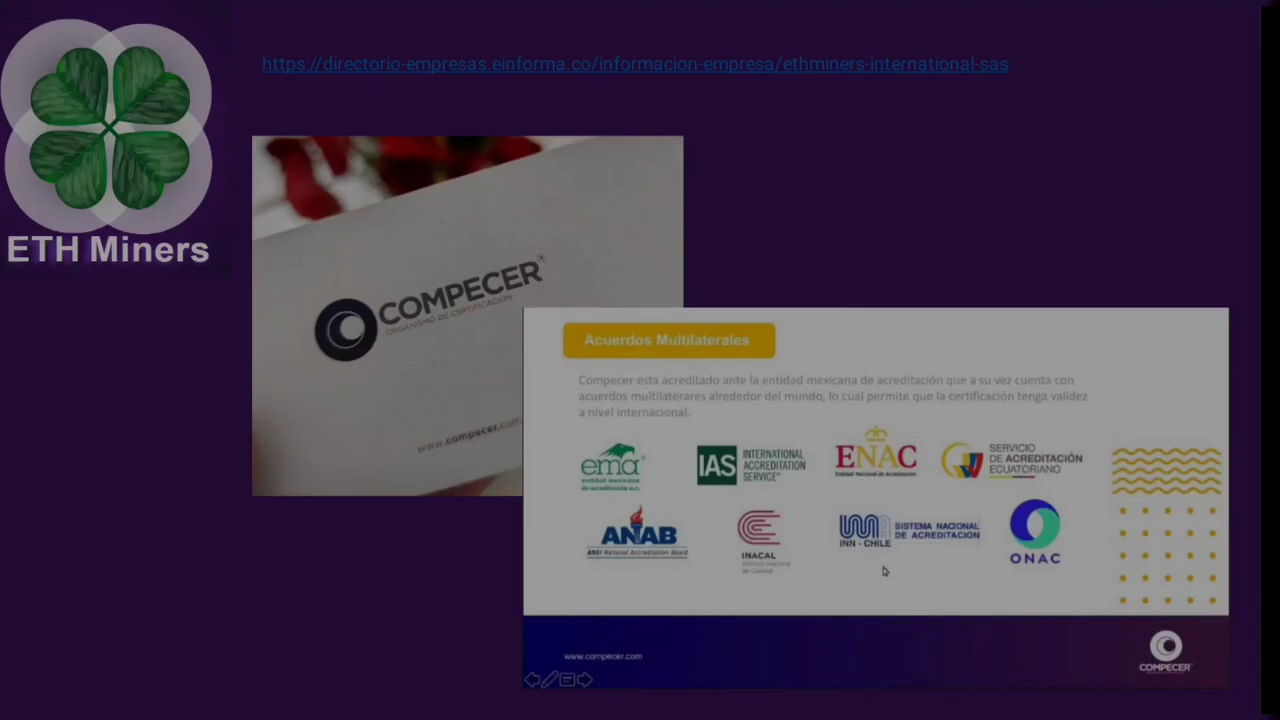 ETH Miners
https://directorio-empresas.einforma.co/informacion-empresa/ethminers-international-sas
COMPECER®
ORGANISMO DE CERTIFICACIÓN
www.compecer.com
Acuerdos Multilaterales
Compecer esta acreditado ante la entidad mexicana de acreditación que a su vez cuenta con
acuerdos multilaterares alrededor del mundo, lo cual permite que la certificación tenga validez
a nivel internacional.
ema
entidad mexicana
de acreditación a.c.
IAS INTERNATIONAL
ACCREDITATION
SERVICE®
ENAC
Entidad Nacional de Acreditación
SERVICIO
DE ACREDITACIÓN
ECUATORIANO
ANAB
ANSI National Accreditation Board
INACAL
Instituto Nacional
de Calidad
INN - CHILE
SISTEMA NACIONAL
DE ACREDITACION
ONAC
www.compecer.com
COMPECER